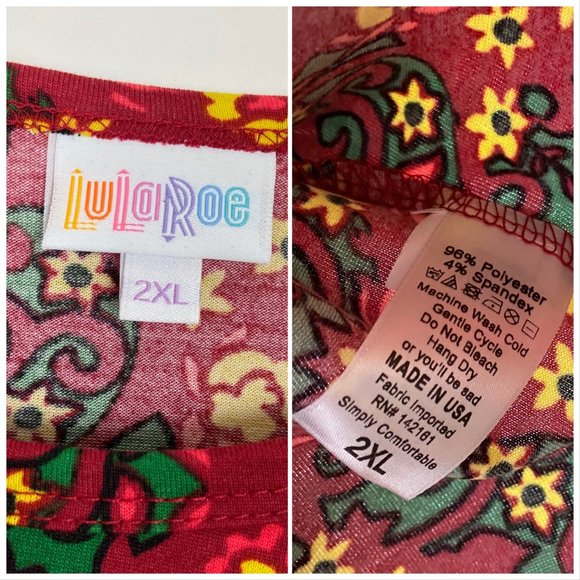 LuLaRoe
2XL
96% Polyester
4% Spandex
Machine Wash Cold
Gentle Cycle
Do Not Bleach
Hang Dry
or you'll be sad
MADE IN USA
Fabric Imported
RN# 142161
Simply Comfortable
2XL